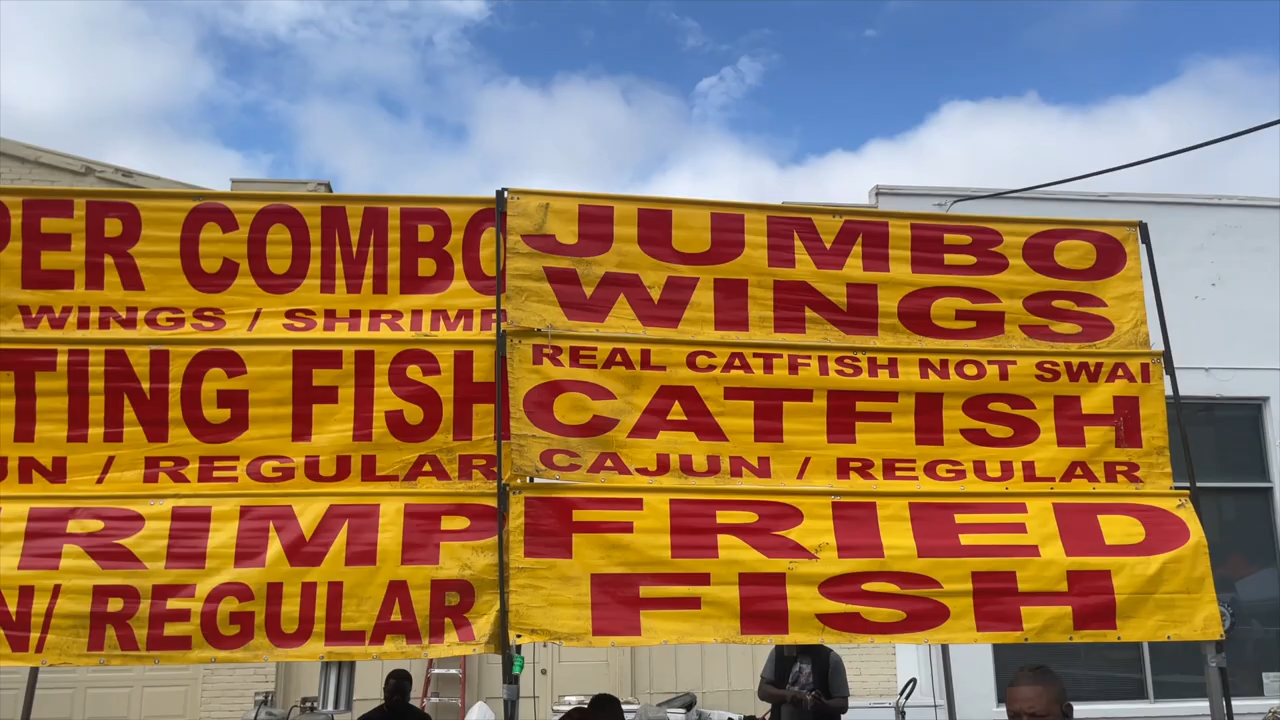 PER COMBO
WINGS / SHRIMP
TING FISH
UN / REGULAR
RIMP
N/ REGULAR
JUMBO
WINGS
REAL CATFISH NOT SWAI
CATFISH
CAJUN / REGULAR
FRIED
FISH